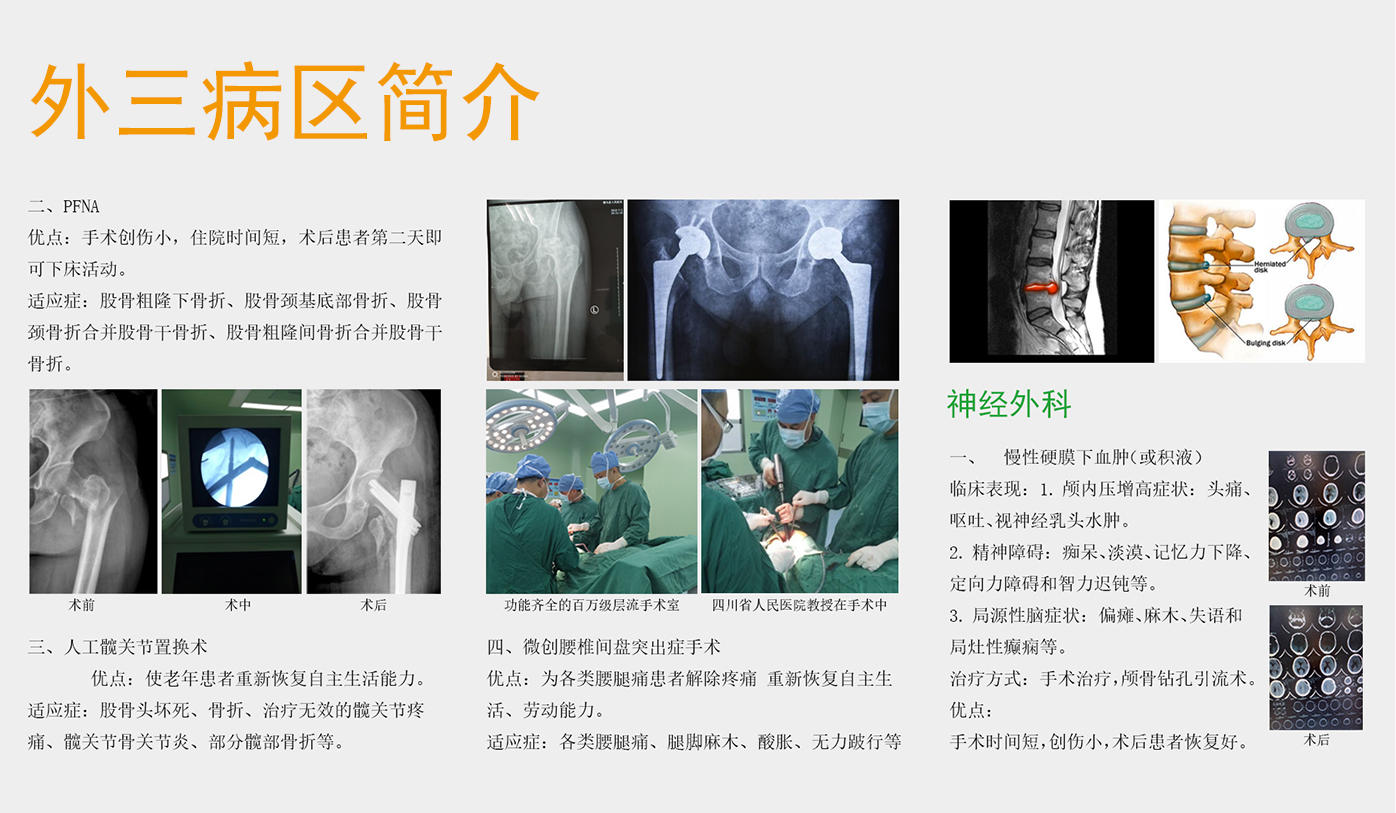 外三病区简介
二、PFNA
优点：手术创伤小，住院时间短，术后患者第二天即
可下床活动。
适应症：股骨粗隆下骨折、股骨颈基底部骨折、股骨
颈骨折合并股骨干骨折、股骨粗隆间骨折合并股骨干
骨折。
术前
术中
术后
三、人工髋关节置换术
优点：使老年患者重新恢复自主生活能力。
适应症：股骨头坏死、骨折、治疗无效的髋关节疼
痛、髋关节骨关节炎、部分髋部骨折等。
L
功能齐全的百万级层流手术室
四川省人民医院教授在手术中
四、微创腰椎间盘突出症手术
优点：为各类腰腿痛患者解除疼痛 重新恢复自主生
活、劳动能力。
适应症：各类腰腿痛、腿脚麻木、酸胀、无力跛行等
Herniated
disk
Bulging disk
神经外科
一、 慢性硬膜下血肿（或积液）
临床表现：1. 颅内压增高症状：头痛、
呕吐、视神经乳头水肿。
2. 精神障碍：痴呆、淡漠、记忆力下降、
定向力障碍和智力迟钝等。
3. 局源性脑症状：偏瘫、麻木、失语和
局灶性癫痫等。
治疗方式：手术治疗，颅骨钻孔引流术。
优点：
手术时间短，创伤小，术后患者恢复好。
术前
术后